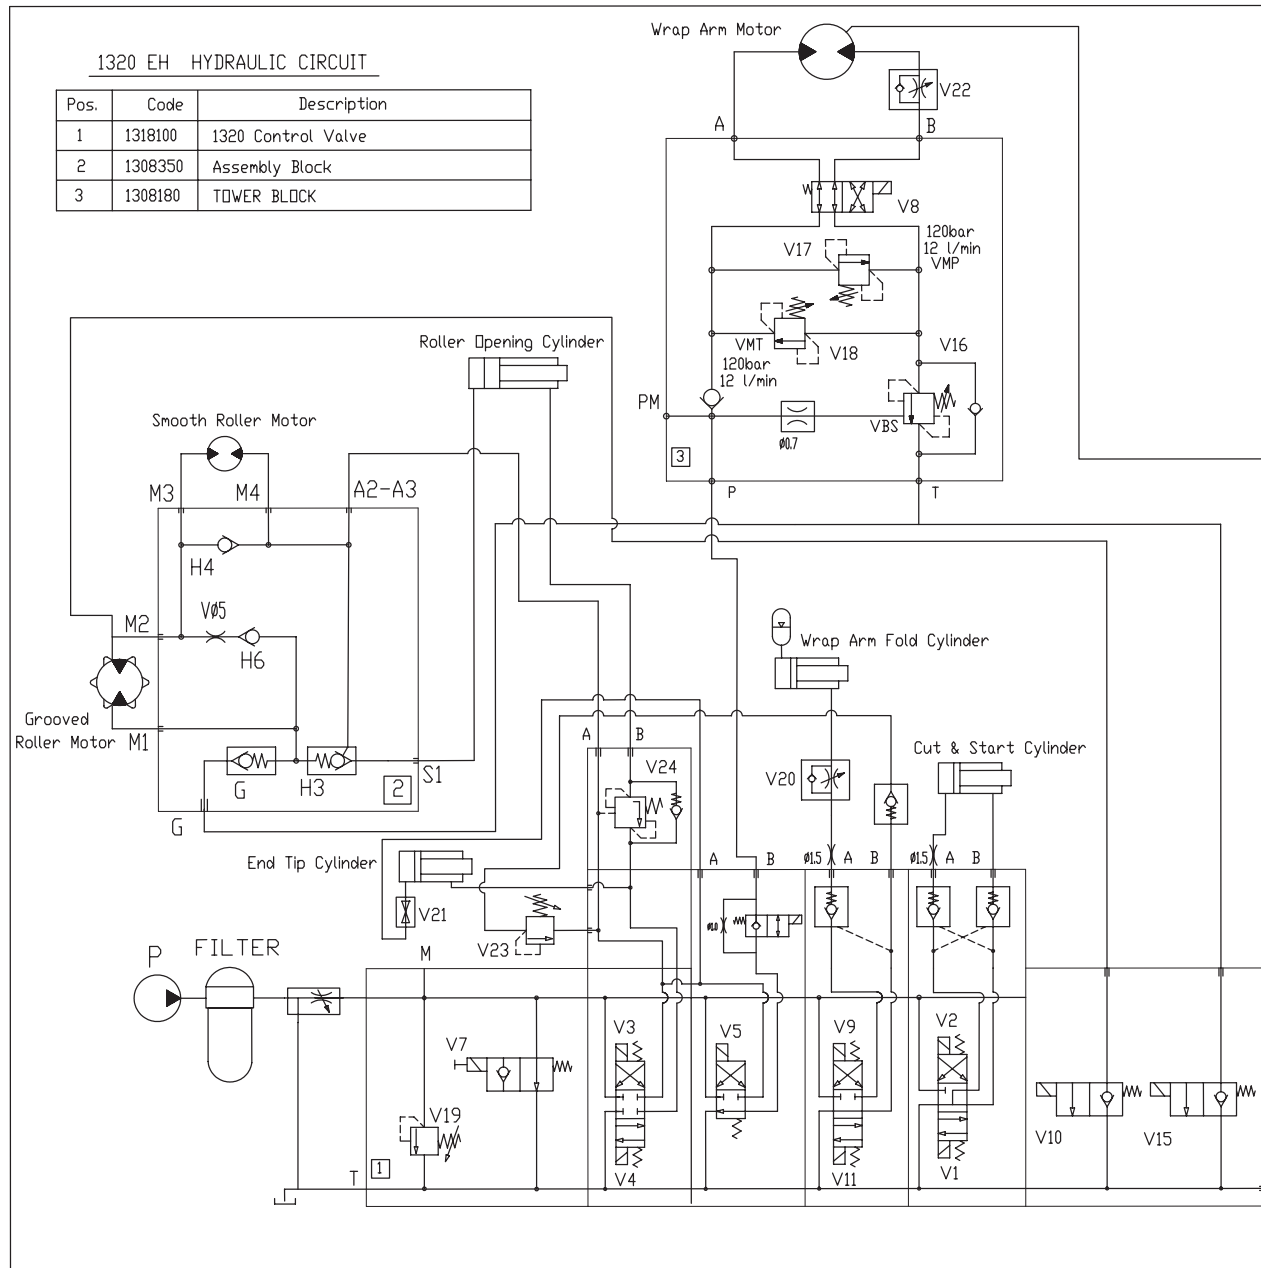 1320 EH HYDRAULIC CIRCUIT
Pos. Code Description
1 1318100 1320 Control Valve
2 1308350 Assembly Block
3 1308180 TOWER BLOCK
Wrap Arm Motor
V22
A
B
V8
120bar
12 l/min
VMP
V17
VMT
V18
120bar
12 l/min
V16
PM
VBS
Ø0.7
3
P
T
Roller Opening Cylinder
Smooth Roller Motor
M3
M4
A2-A3
H4
VØ5
M2
H6
Grooved
Roller Motor
M1
G
H3
S1
2
G
Wrap Arm Fold Cylinder
A
B
V24
V20
Cut & Start Cylinder
End Tip Cylinder
V21
V23
A
B
Ø1.5
A
B
Ø1.5
A
B
P
FILTER
M
V7
V19
T
1
V3
V4
V5
V9
V11
V2
V1
V10
V15